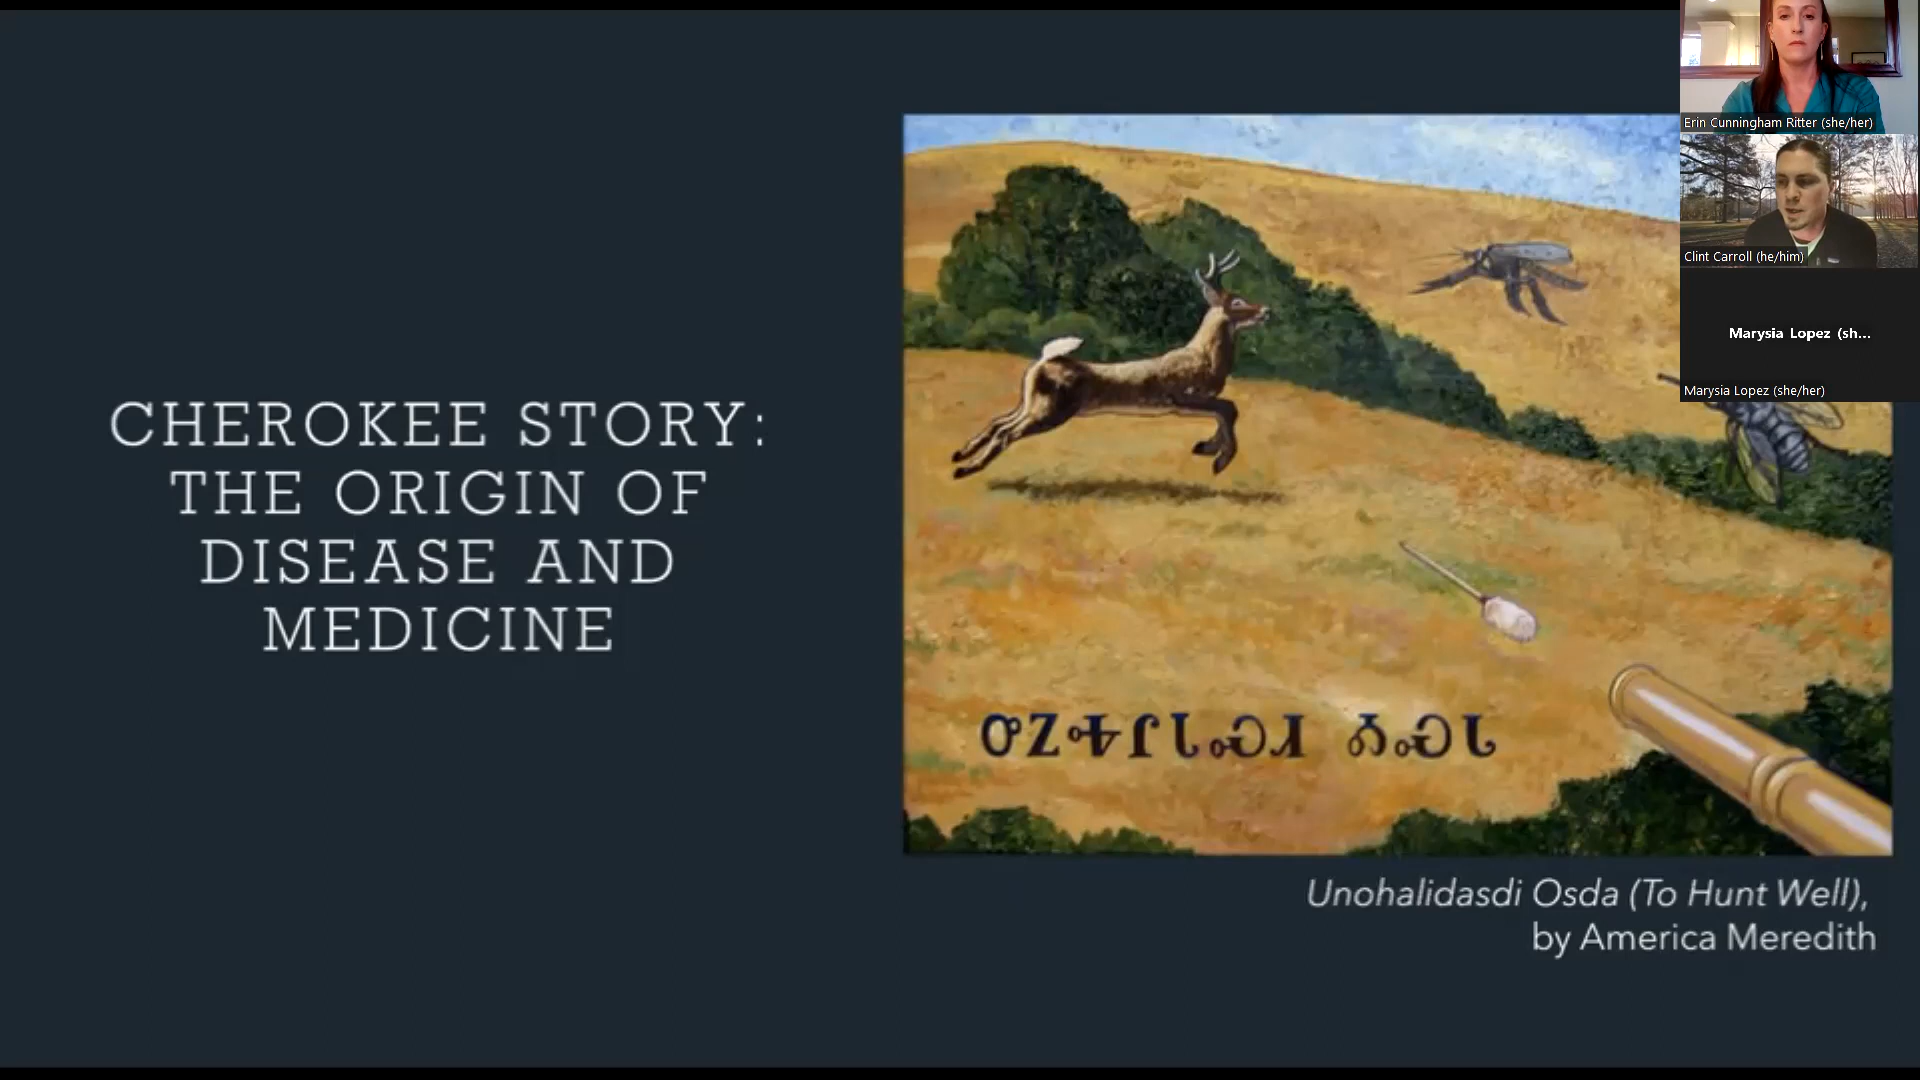 CHEROKEE STORY:
THE ORIGIN OF
DISEASE AND
MEDICINE
ᎤᏃᎭᎵᏓᏍᏗ ᎣᏍᏓ
Unohalidasdi Osda (To Hunt Well),
by America Meredith
Erin Cunningham Ritter (she/her)
Clint Carroll (he/him)
Marysia Lopez (sh...
Marysia Lopez (she/her)